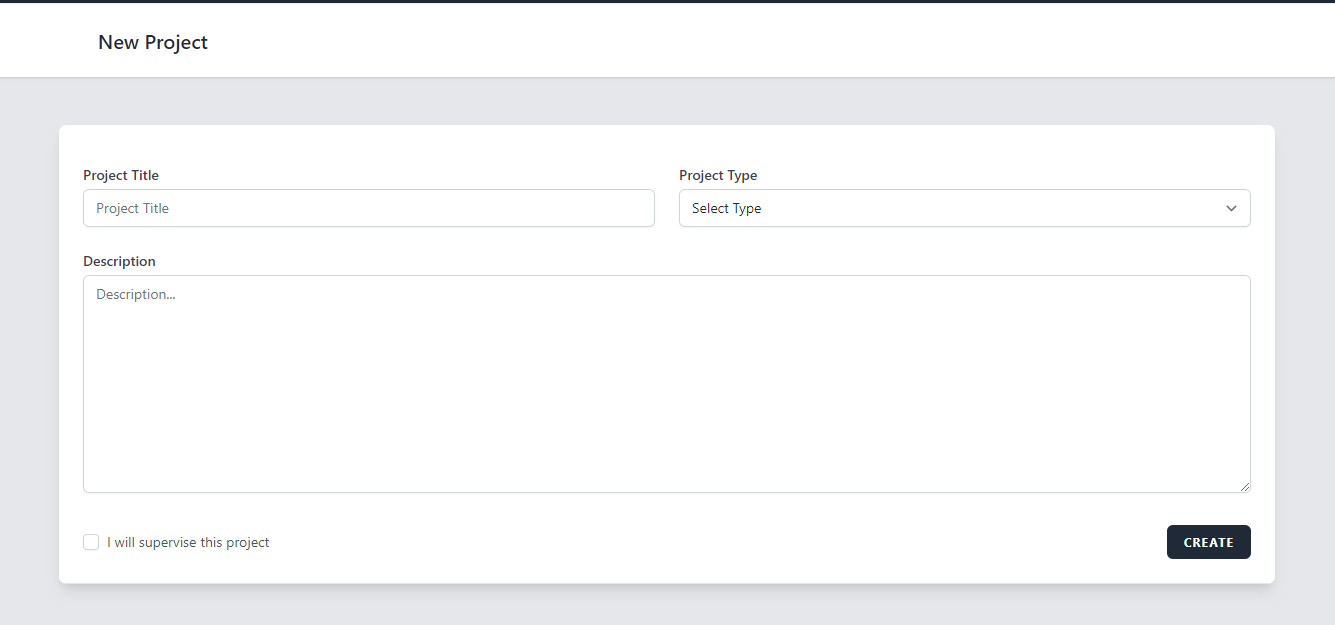 New Project
Project Title
Project Type
Project Title
Select Type
Description
Description...
I will supervise this project
CREATE